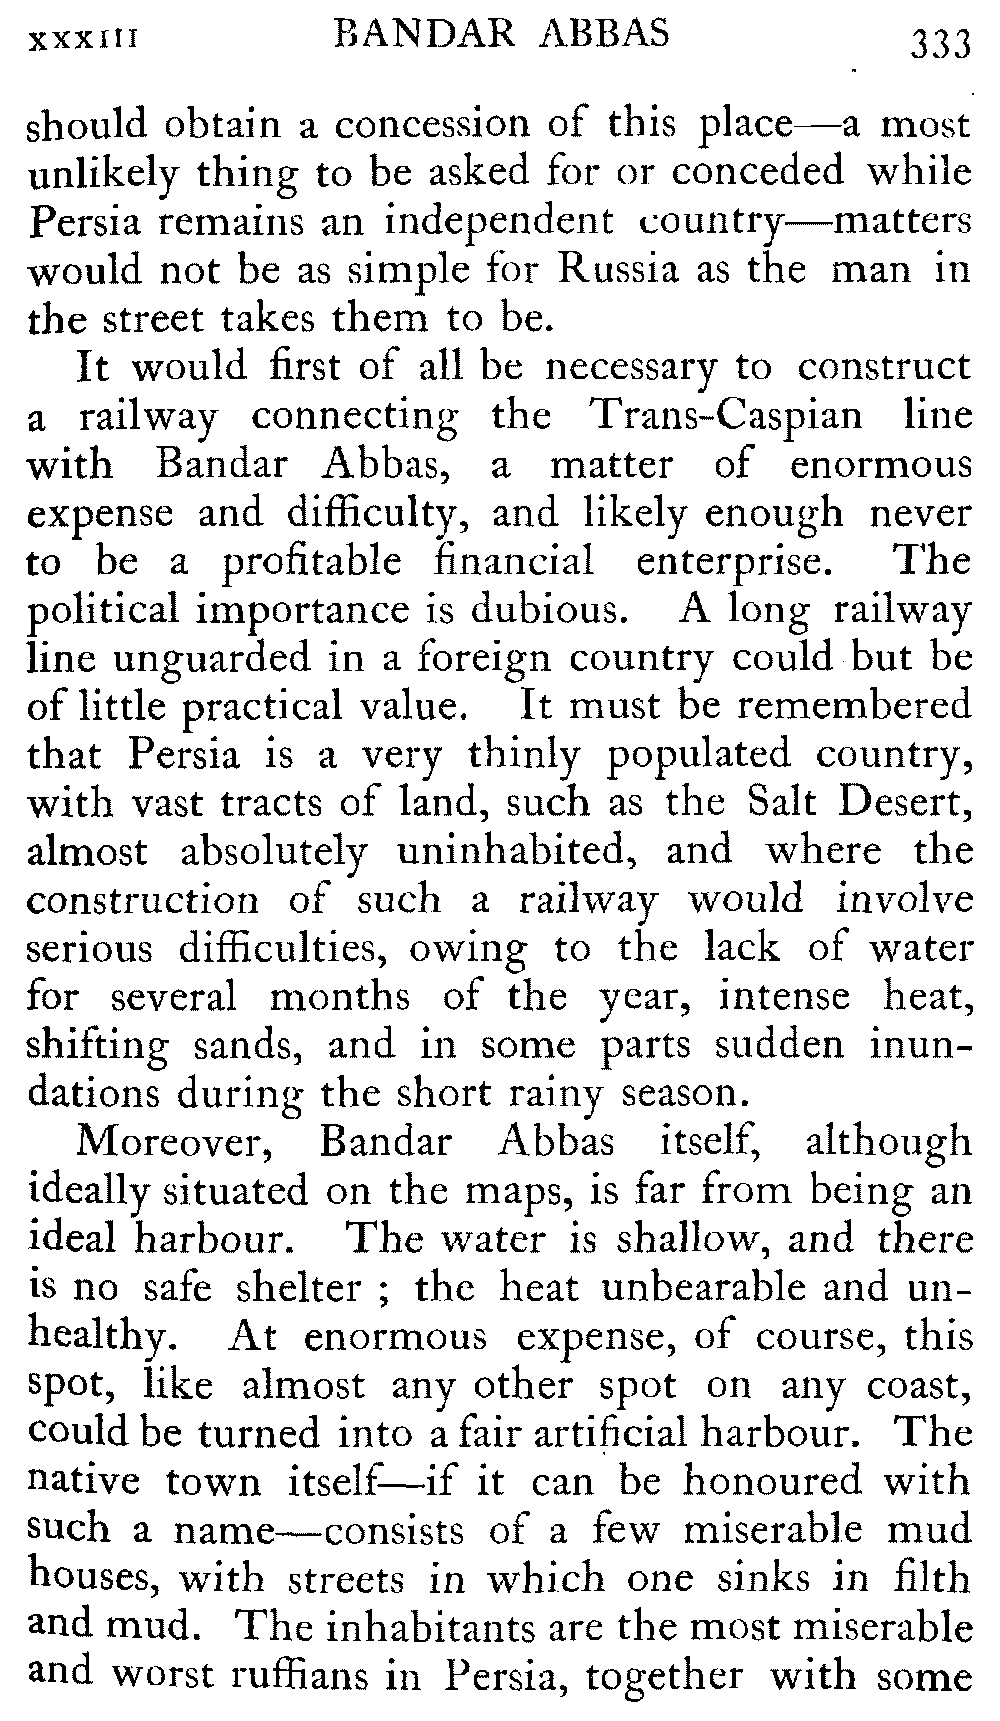 xxxiii BANDAR ABBAS 333
should obtain a concession of this place—a most
unlikely thing to be asked for or conceded while
Persia remains an independent country—matters
would not be as simple for Russia as the man in
the street takes them to be.
It would first of all be necessary to construct
a railway connecting the Trans-Caspian line
with Bandar Abbas, a matter of enormous
expense and difficulty, and likely enough never
to be a profitable financial enterprise. The
political importance is dubious. A long railway
line unguarded in a foreign country could but be
of little practical value. It must be remembered
that Persia is a very thinly populated country,
with vast tracts of land, such as the Salt Desert,
almost absolutely uninhabited, and where the
construction of such a railway would involve
serious difficulties, owing to the lack of water
for several months of the year, intense heat,
shifting sands, and in some parts sudden inun-
dations during the short rainy season.
Moreover, Bandar Abbas itself, although
ideally situated on the maps, is far from being an
ideal harbour. The water is shallow, and there
is no safe shelter ; the heat unbearable and un-
healthy. At enormous expense, of course, this
spot, like almost any other spot on any coast,
could be turned into a fair artificial harbour. The
native town itself—if it can be honoured with
such a name—consists of a few miserable mud
houses, with streets in which one sinks in filth
and mud. The inhabitants are the most miserable
and worst ruffians in Persia, together with some